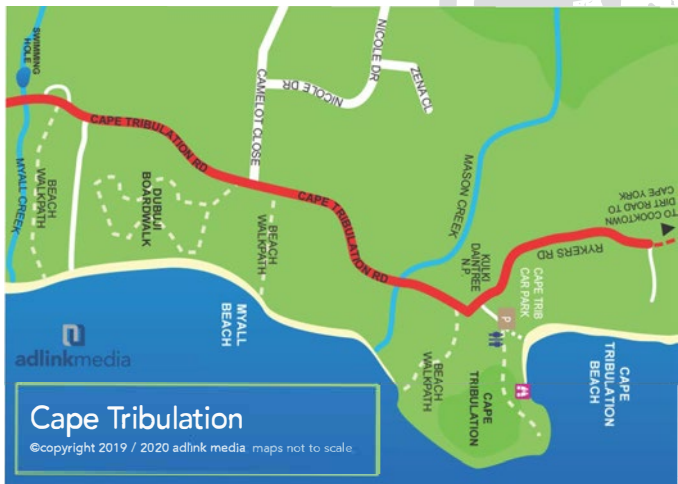 SWIMMING
HOLE
MYALL CREEK
BEACH
WALKPATH
CAPE TRIBULATION RD
DUBUJI
BOARDWALK
CAMELOT CLOSE
NICOLE DR
NICOLE DR
ZENA CL
BEACH
WALKPATH
CAPE TRIBULATION RD
MASON CREEK
KULKI
DAINTREE
N.P.
RYKERS RD
TO COOKTOWN
DIRT ROAD TO
CAPE YORK
CAPE TRIB
CAR PARK
P
MYALL
BEACH
BEACH
WALKPATH
CAPE
TRIBULATION
CAPE
TRIBULATION
BEACH
adlinkmedia
Cape Tribulation
©copyright 2019 / 2020 adlink media maps not to scale